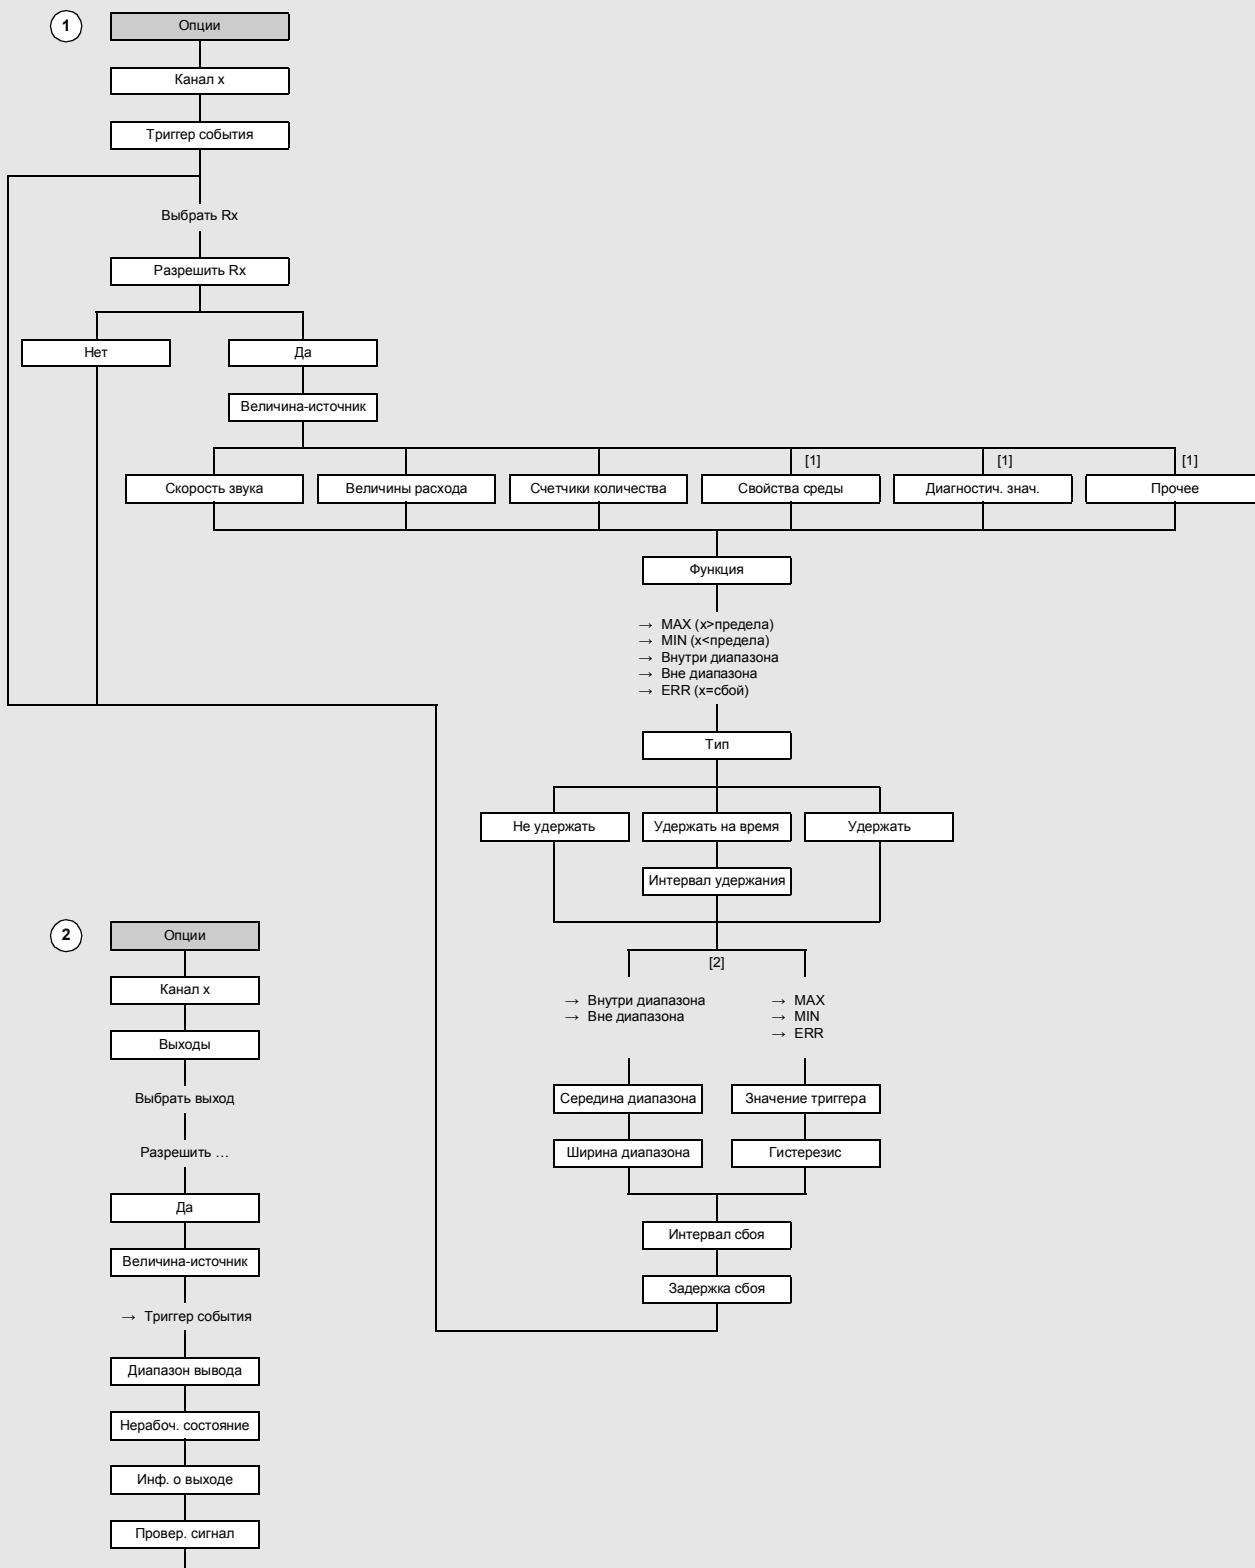 1
Опции
Канал x
Триггер события
Выбрать Rx
Разрешить Rx
Нет
Да
Величина-источник
[1]
[1]
[1]
Скорость звука
Величины расхода
Счетчики количества
Свойства среды
Диагностич. знач.
Прочее
Функция
→ MAX (x>предела)
→ MIN (x<предела)
→ Внутри диапазона
→ Вне диапазона
→ ERR (x=сбой)
Тип
Не удержать
Удержать на время
Удержать
Интервал удержания
[2]
→ Внутри диапазона
→ Вне диапазона
→ MAX
→ MIN
→ ERR
Середина диапазона
Значение триггера
Ширина диапазона
Гистерезис
Интервал сбоя
Задержка сбоя
2
Опции
Канал x
Выходы
Выбрать выход
Разрешить …
Да
Величина-источник
→ Триггер события
Диапазон вывода
Нерабоч. состояние
Инф. о выходе
Провер. сигнал